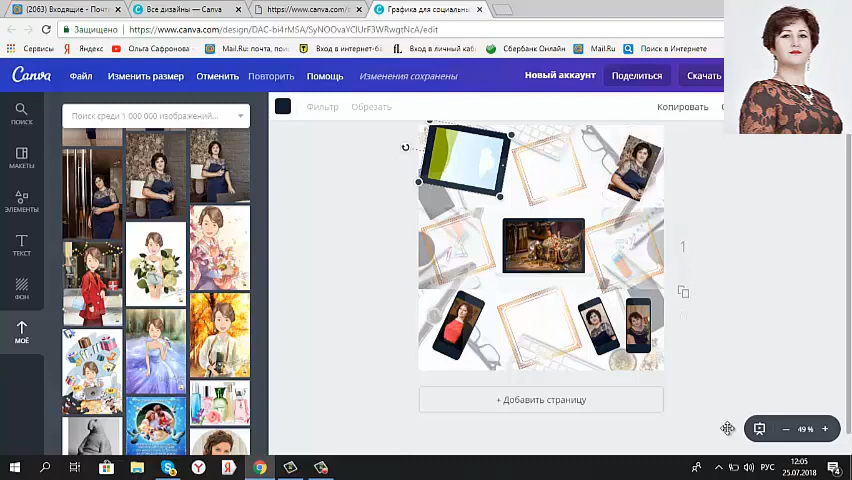 (2063) Входящие - Почт
Все дизайны — Canva
https://www.canva.com/d
Графика для социальны
Защищено
https://www.canva.com/design/DAC-bi4rMSA/SyNOOvaYClUrF3WRwgtNcA/edit
Сервисы
Яндекс
Ольга Сафронова
Mail.Ru: почта, пои
Вход в интернет-б
Вход в личный каб
Сбербанк Онлайн
Mail.Ru
Поиск в Интернете
Canva
Файл
Изменить размер
Отменить
Повторить
Помощь
Изменения сохранены
Новый аккаунт
Поделиться
Скачать
Поиск среди 1 000 000 изображений...
Фильтр
Обрезать
Копировать
ПОИСК
МАКЕТЫ
ЭЛЕМЕНТЫ
ТЕКСТ
ФОН
МОЁ
1
+ Добавить страницу
49 %
РУС
12:05
25.07.2018
4